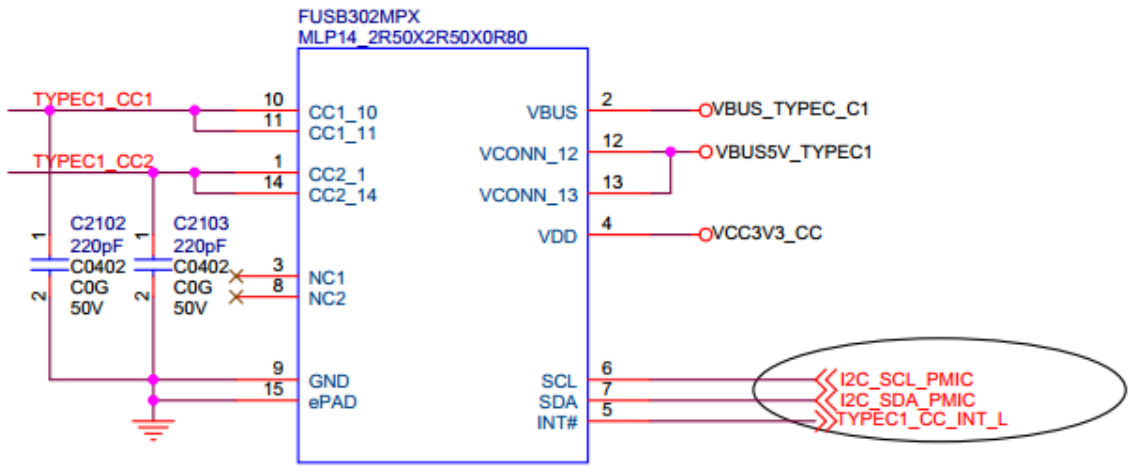 FUSB302MPX
MLP14_2R50X2R50X0R80
TYPEC1_CC1
10
CC1_10
11
CC1_11
TYPEC1_CC2
1
CC2_1
14
CC2_14
2
VBUS
VBUS_TYPEC_C1
12
VCONN_12
VBUS5V_TYPEC1
13
VCONN_13
4
VDD
VCC3V3_CC
1
C2102
220pF
C0402
C0G
50V
2
1
C2103
220pF
C0402
C0G
50V
2
3
NC1
8
NC2
9
GND
15
ePAD
6
SCL
I2C_SCL_PMIC
7
SDA
I2C_SDA_PMIC
5
INT#
TYPEC1_CC_INT_L